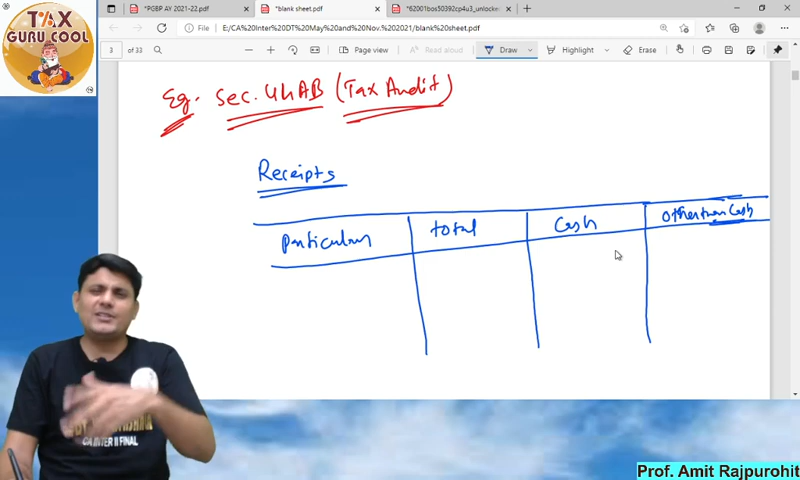 TAX
GURU COOL
*PGBP AY 2021-22.pdf
*blank sheet.pdf
*62001bos50392cp4u3_unlocke
File
E:/CA%20Inter%20DT%20May%20and%20Nov.%202021/blank%20sheet.pdf
3
of 33
Page view
Read aloud
Draw
Highlight
Erase
Eg. Sec. 44AB (Tax Audit)
Receipts
Particulars
total
Cash
Other than Cash
CA INTER II FINAL
Prof. Amit Rajpurohit